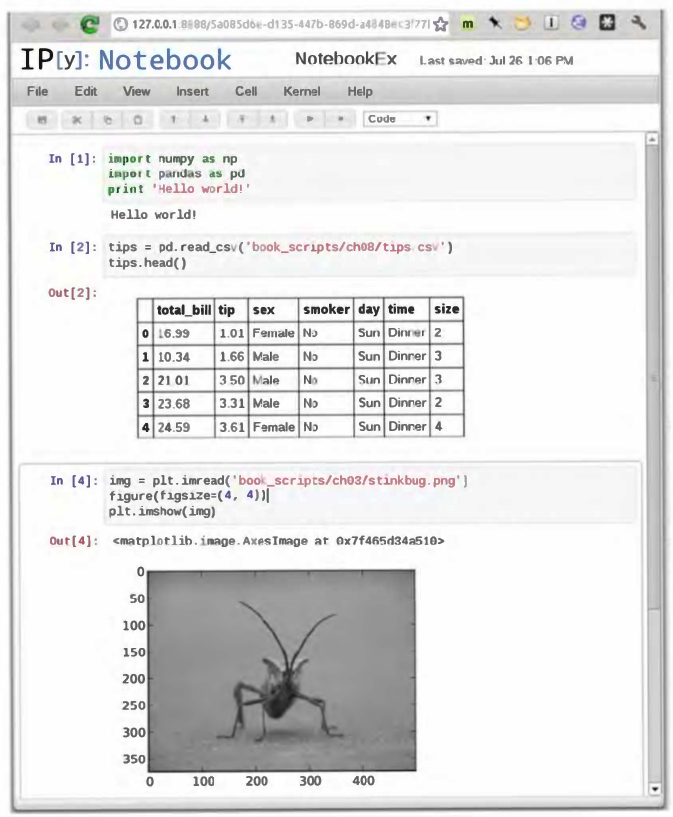 127.0.0.1:8888/5a085d6e-d135-447b-869d-a4848ec3f77
IP[y]: Notebook NotebookEx Last saved: Jul 26 1:06 PM
File Edit View Insert Cell Kernel Help
Code
In [1]: import numpy as np
import pandas as pd
print 'Hello world!'
Hello world!
In [2]: tips = pd.read_csv('book_scripts/ch08/tips.csv')
tips.head()
Out[2]:
total_bill tip sex smoker day time size
0 16.99 1.01 Female No Sun Dinner 2
1 10.34 1.66 Male No Sun Dinner 3
2 21.01 3.50 Male No Sun Dinner 3
3 23.68 3.31 Male No Sun Dinner 2
4 24.59 3.61 Female No Sun Dinner 4
In [4]: img = plt.imread('book_scripts/ch03/stinkbug.png')
figure(figsize=(4, 4))
plt.imshow(img)
Out[4]: <matplotlib.image.AxesImage at 0x7f465d34a510>
0
50
100
150
200
250
300
350
0 100 200 300 400